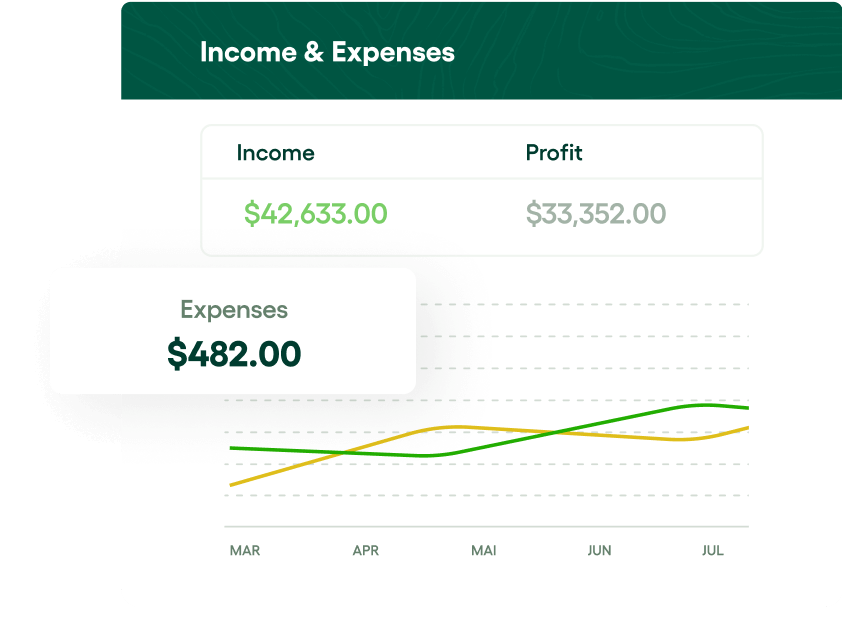 Income & Expenses
Income Profit
$42,633.00 $33,352.00
Expenses
$482.00
MAR APR MAI JUN JUL